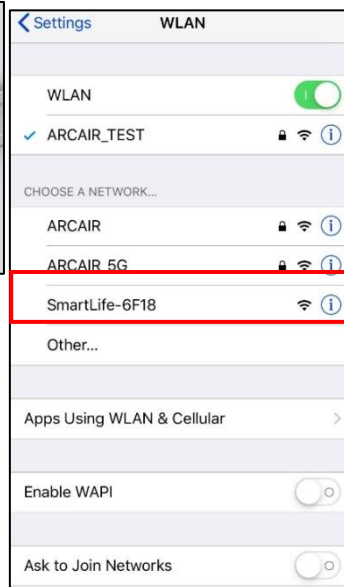 Settings WLAN
WLAN
ARCAIR_TEST
CHOOSE A NETWORK...
ARCAIR
ARCAIR_5G
SmartLife-6F18
Other...
Apps Using WLAN & Cellular
Enable WAPI
Ask to Join Networks